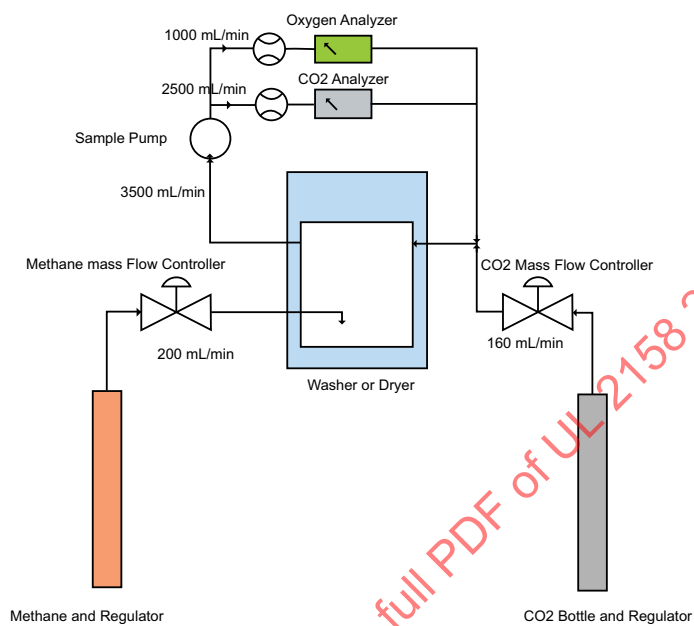 Oxygen Analyzer
1000 mL/min
CO2 Analyzer
2500 mL/min
Sample Pump
3500 mL/min
Methane mass Flow Controller
CO2 Mass Flow Controller
200 mL/min
160 mL/min
Washer or Dryer
full PDF of UL 2158
Methane and Regulator
CO2 Bottle and Regulator